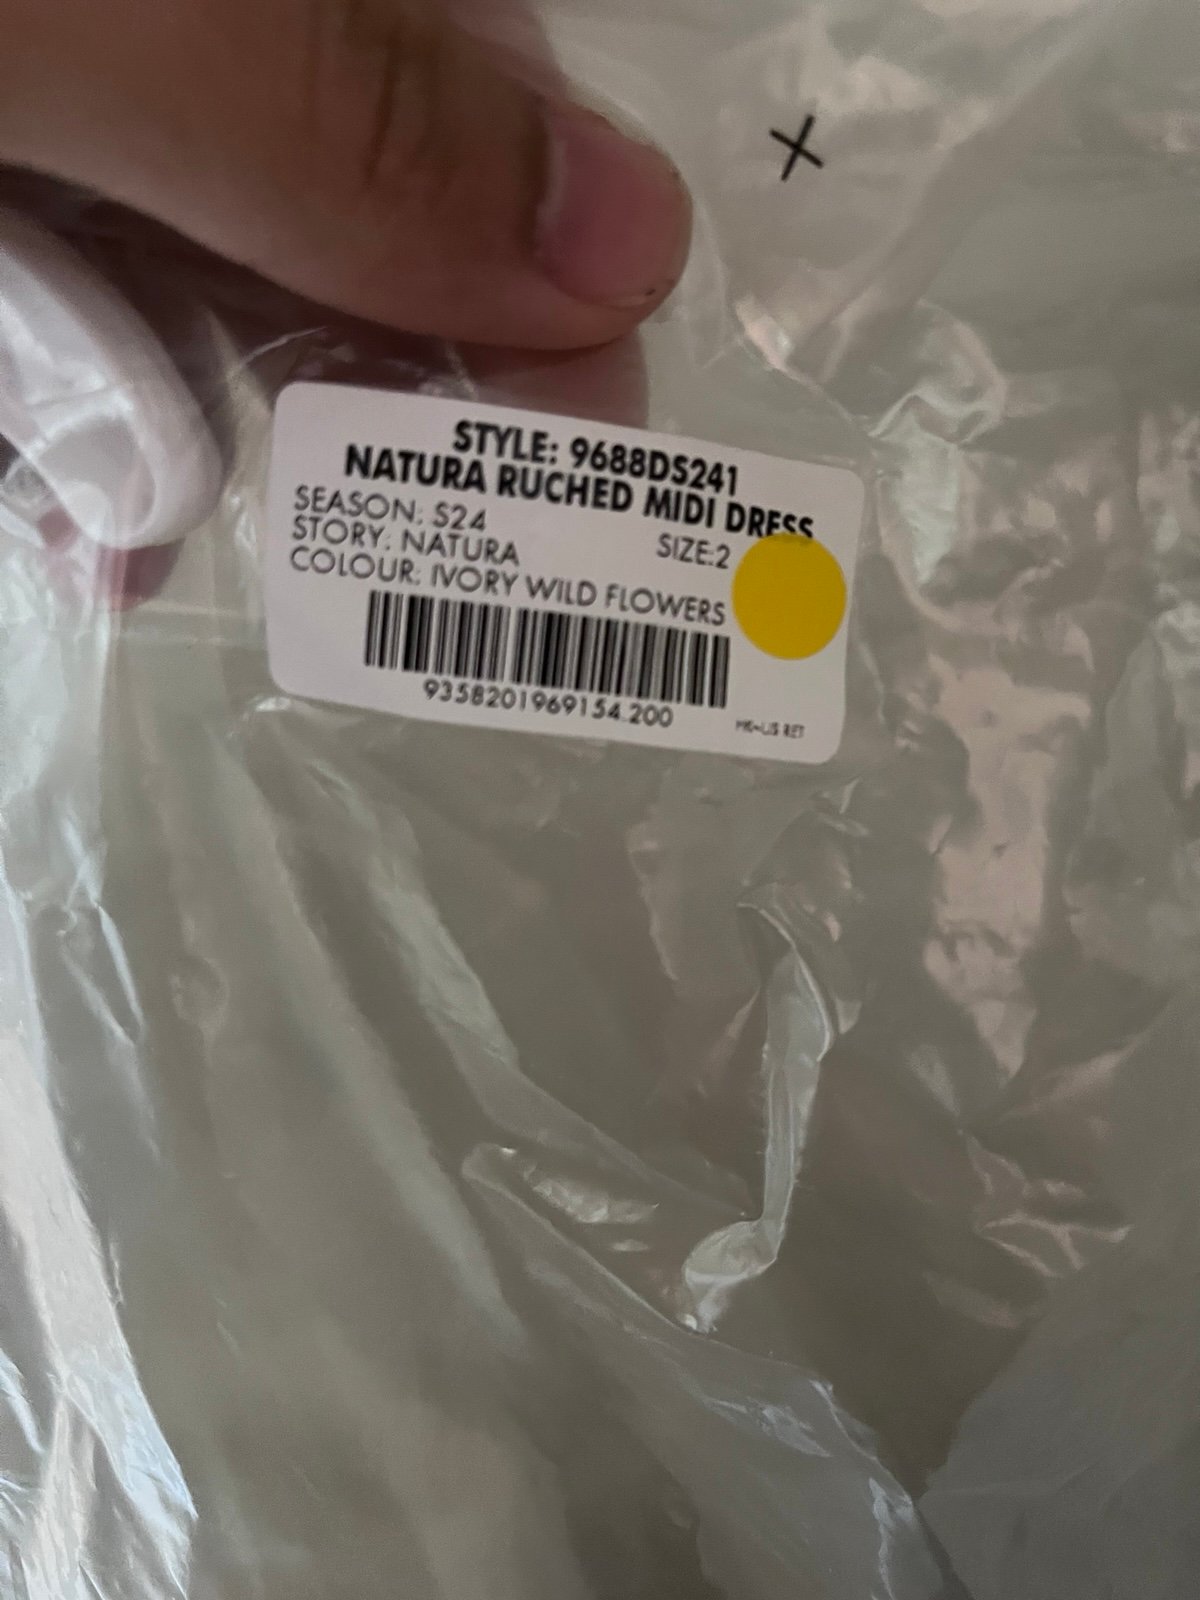 STYLE: 9688DS241
NATURA RUCHED MIDI DRESS
SEASON: S24
STORY: NATURA SIZE:2
COLOUR: IVORY WILD FLOWERS
9358201969154.200